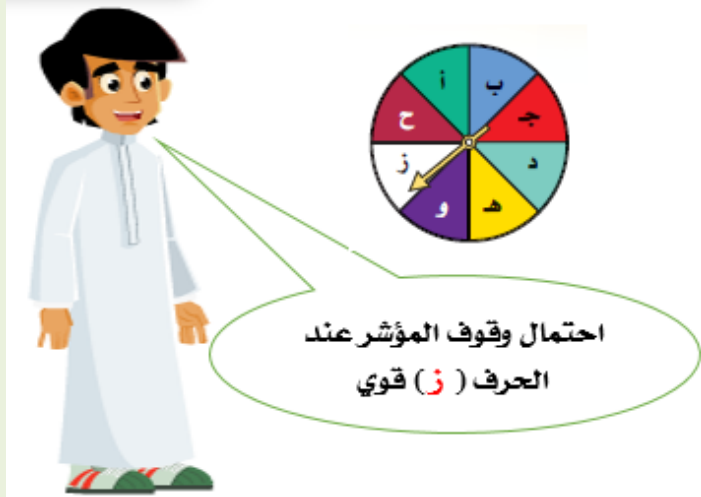 أ
ب
جـ
د
هـ
و
ز
ح
احتمال وقوف المؤشر عند
الحرف ( ز ) قوي